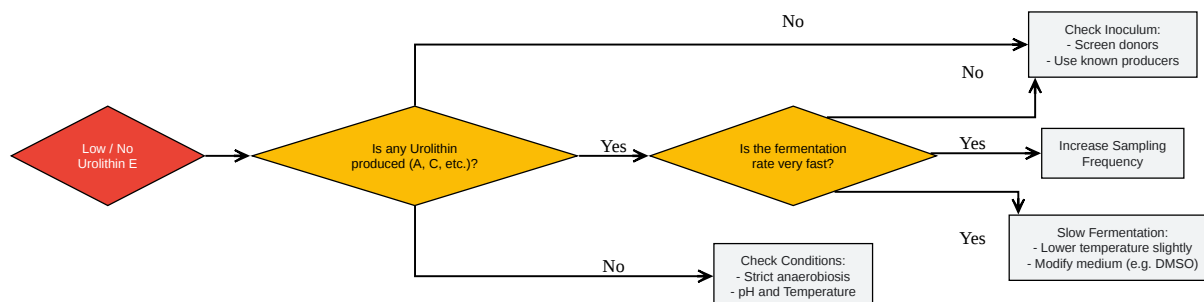 No
Check Inoculum:
- Screen donors
- Use known producers
No
Low / No
Urolithin E
Is any Urolithin
produced (A, C, etc.)?
Yes
Is the fermentation
rate very fast?
Yes
Increase Sampling
Frequency
Yes
Slow Fermentation:
- Lower temperature slightly
- Modify medium (e.g. DMSO)
No
Check Conditions:
- Strict anaerobiosis
- pH and Temperature